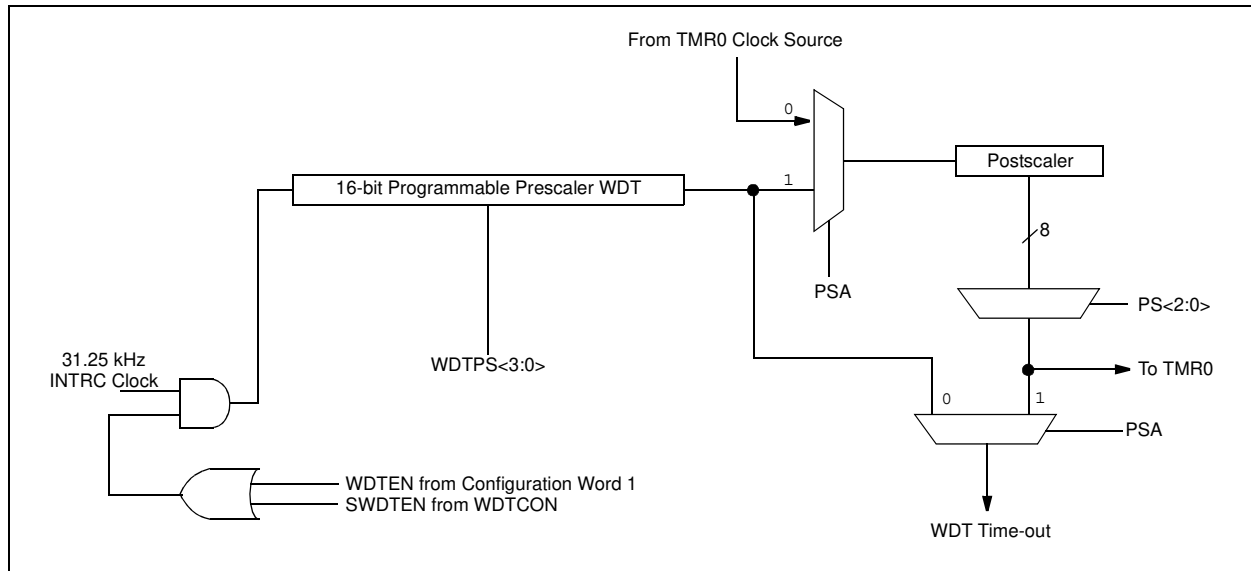 From TMR0 Clock Source
0
Postscaler
16-bit Programmable Prescaler WDT
1
8
PSA
PS<2:0>
31.25 kHz
INTRC Clock
WDTPS<3:0>
To TMR0
0
1
PSA
WDTEN from Configuration Word 1
SWDTEN from WDTCON
WDT Time-out